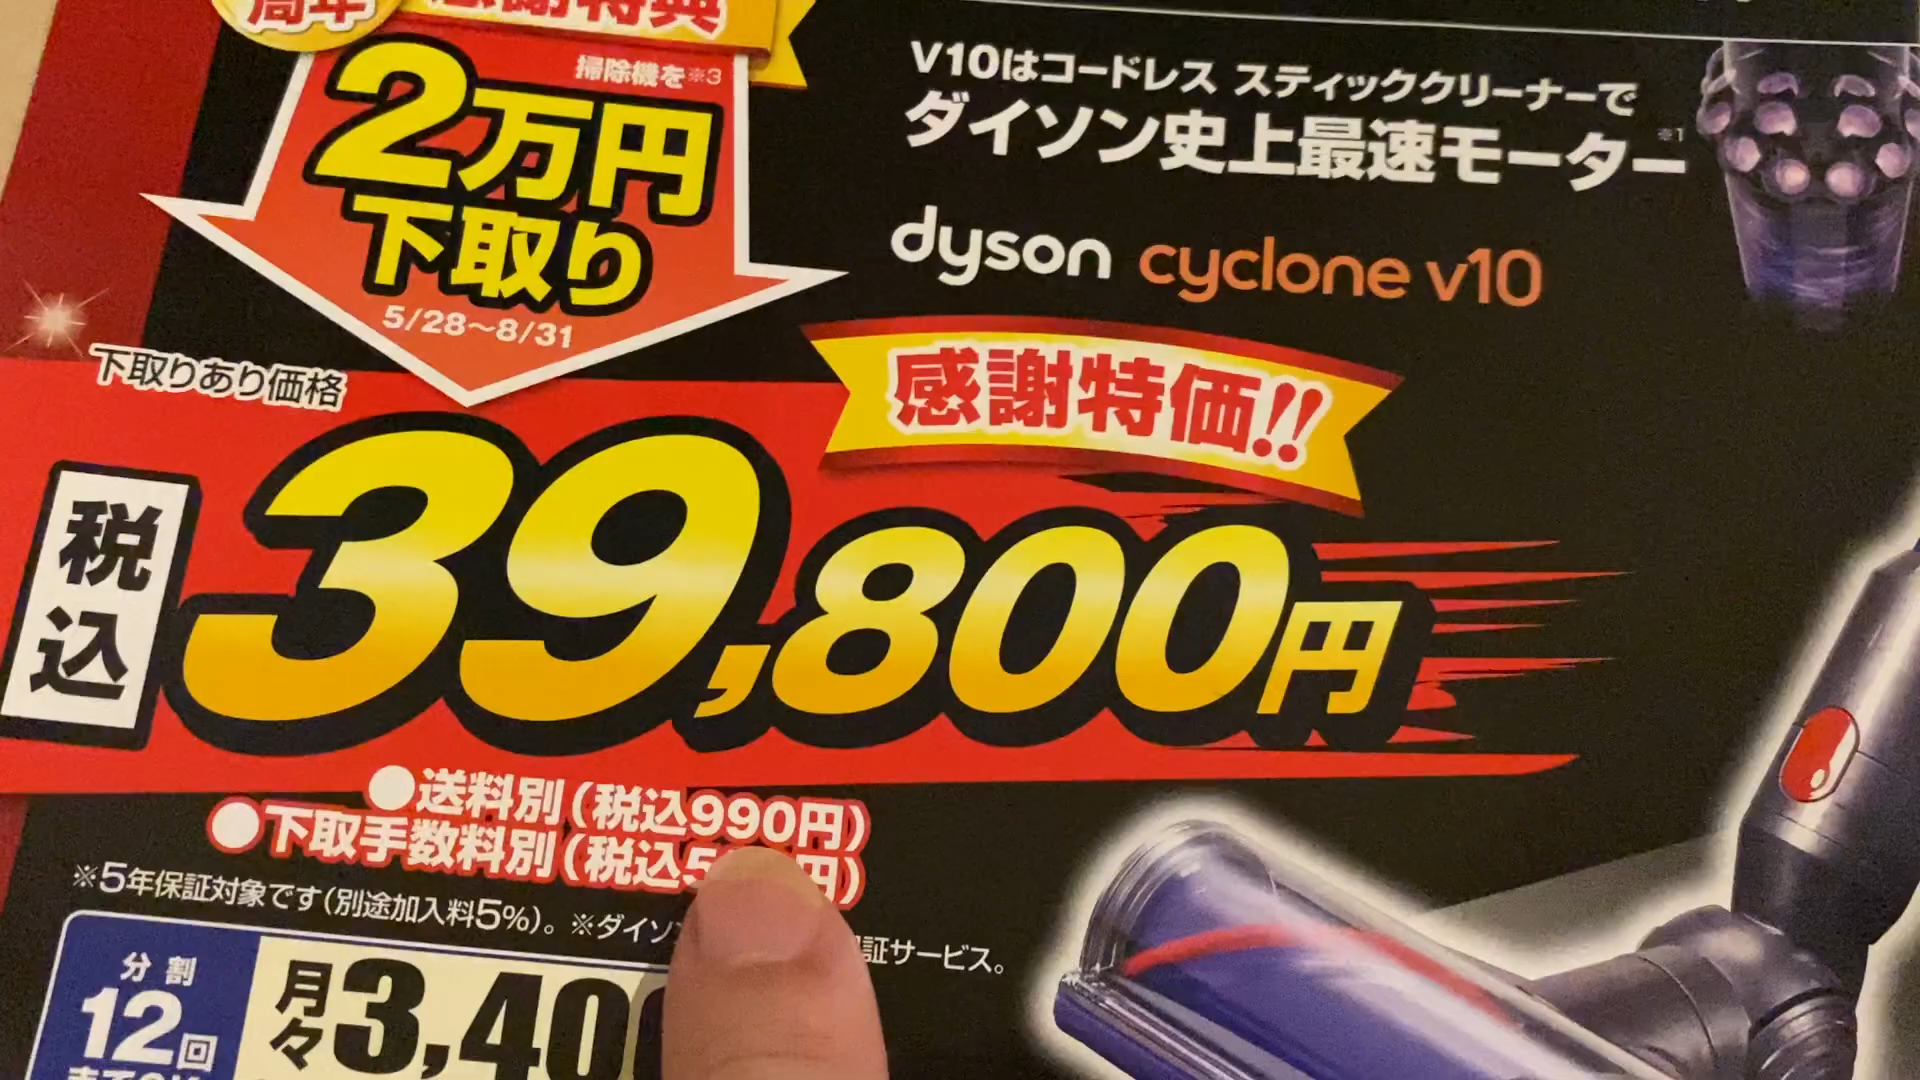 周年
感謝特典
掃除機を※3
2万円
下取り
5/28〜8/31
V10はコードレス スティッククリーナーで
ダイソン史上最速モーター※1
dyson cyclone v10
感謝特価!!
下取りあり価格
税込
39,800円
●送料別(税込990円)
●下取手数料別(税込5 円)
※5年保証対象です(別途加入料5%)。※ダイソ 証サービス。
分割
12回
月々
3,40